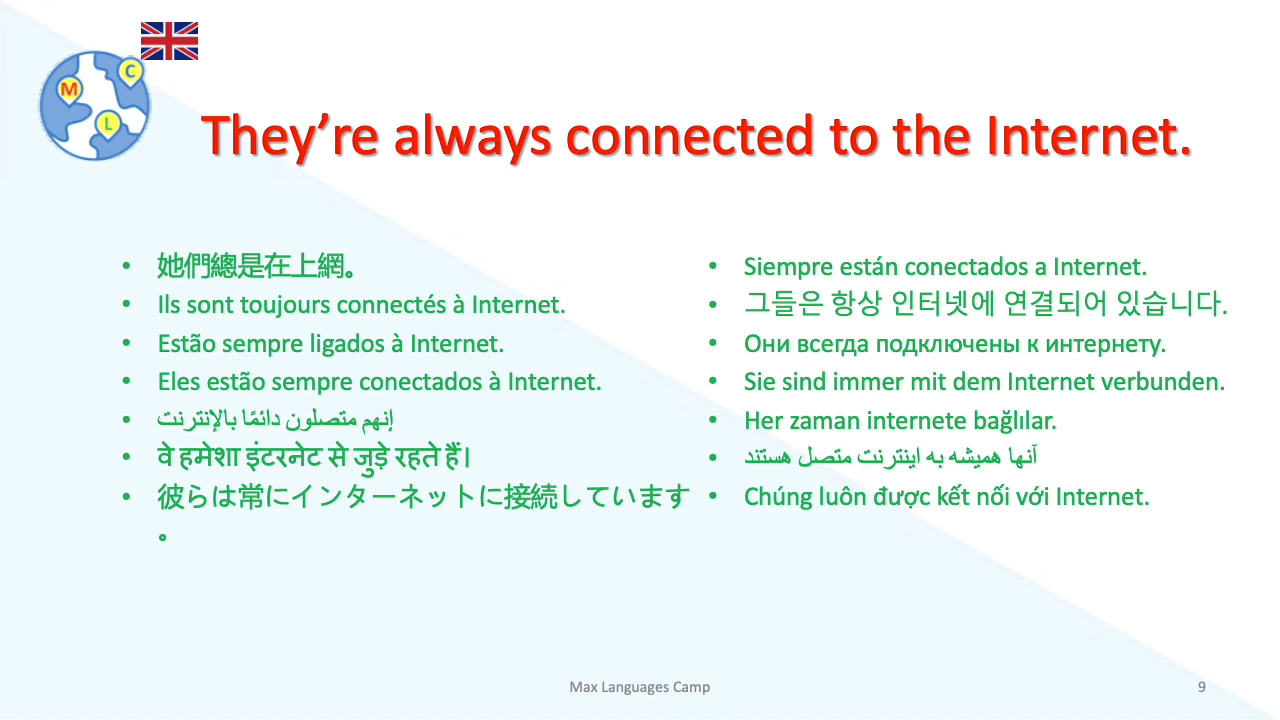 M
C
L
They’re always connected to the Internet.
• 她們總是在上網。
• Ils sont toujours connectés à Internet.
• Estão sempre ligados à Internet.
• Eles estão sempre conectados à Internet.
• إنهم متصلون دائمًا بالإنترنت
• वे हमेशा इंटरनेट से जुड़े रहते हैं।
• 彼らは常にインターネットに接続しています
。
• Siempre están conectados a Internet.
• 그들은 항상 인터넷에 연결되어 있습니다.
• Они всегда подключены к интернету.
• Sie sind immer mit dem Internet verbunden.
• Her zaman internete bağlılar.
• آنها همیشه به اینترنت متصل هستند
• Chúng luôn được kết nối với Internet.
Max Languages Camp
9